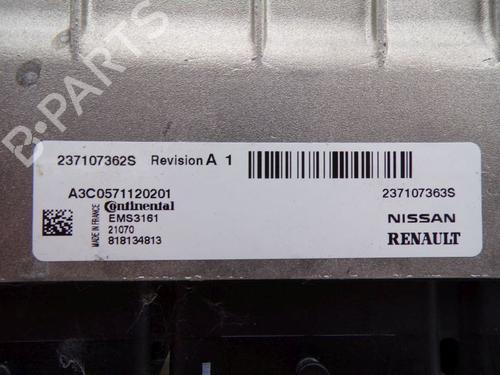 B-PARTS
237107362S Revision A 1
A3C0571120201 Continental 237107363S
MADE IN FRANCE
EMS3161 NISSAN
21070 RENAULT
818134813